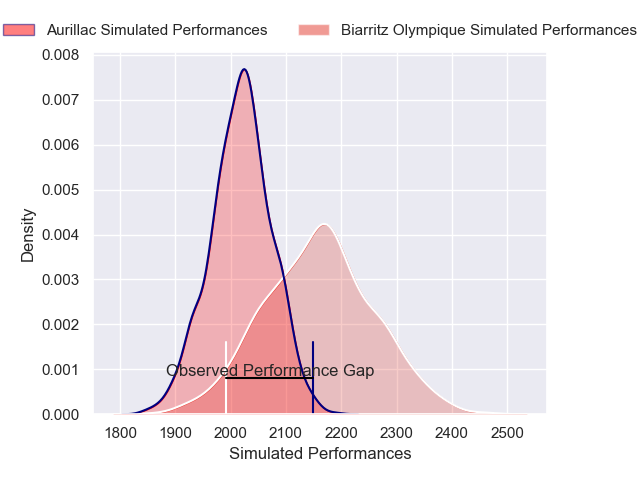 Aurillac Simulated Performances
Biarritz Olympique Simulated Performances
0.008
0.007
0.006
0.005
0.004
0.003
0.002
0.001
0.000
Density
Observed Performance Gap
1800 1900 2000 2100 2200 2300 2400 2500
Simulated Performances